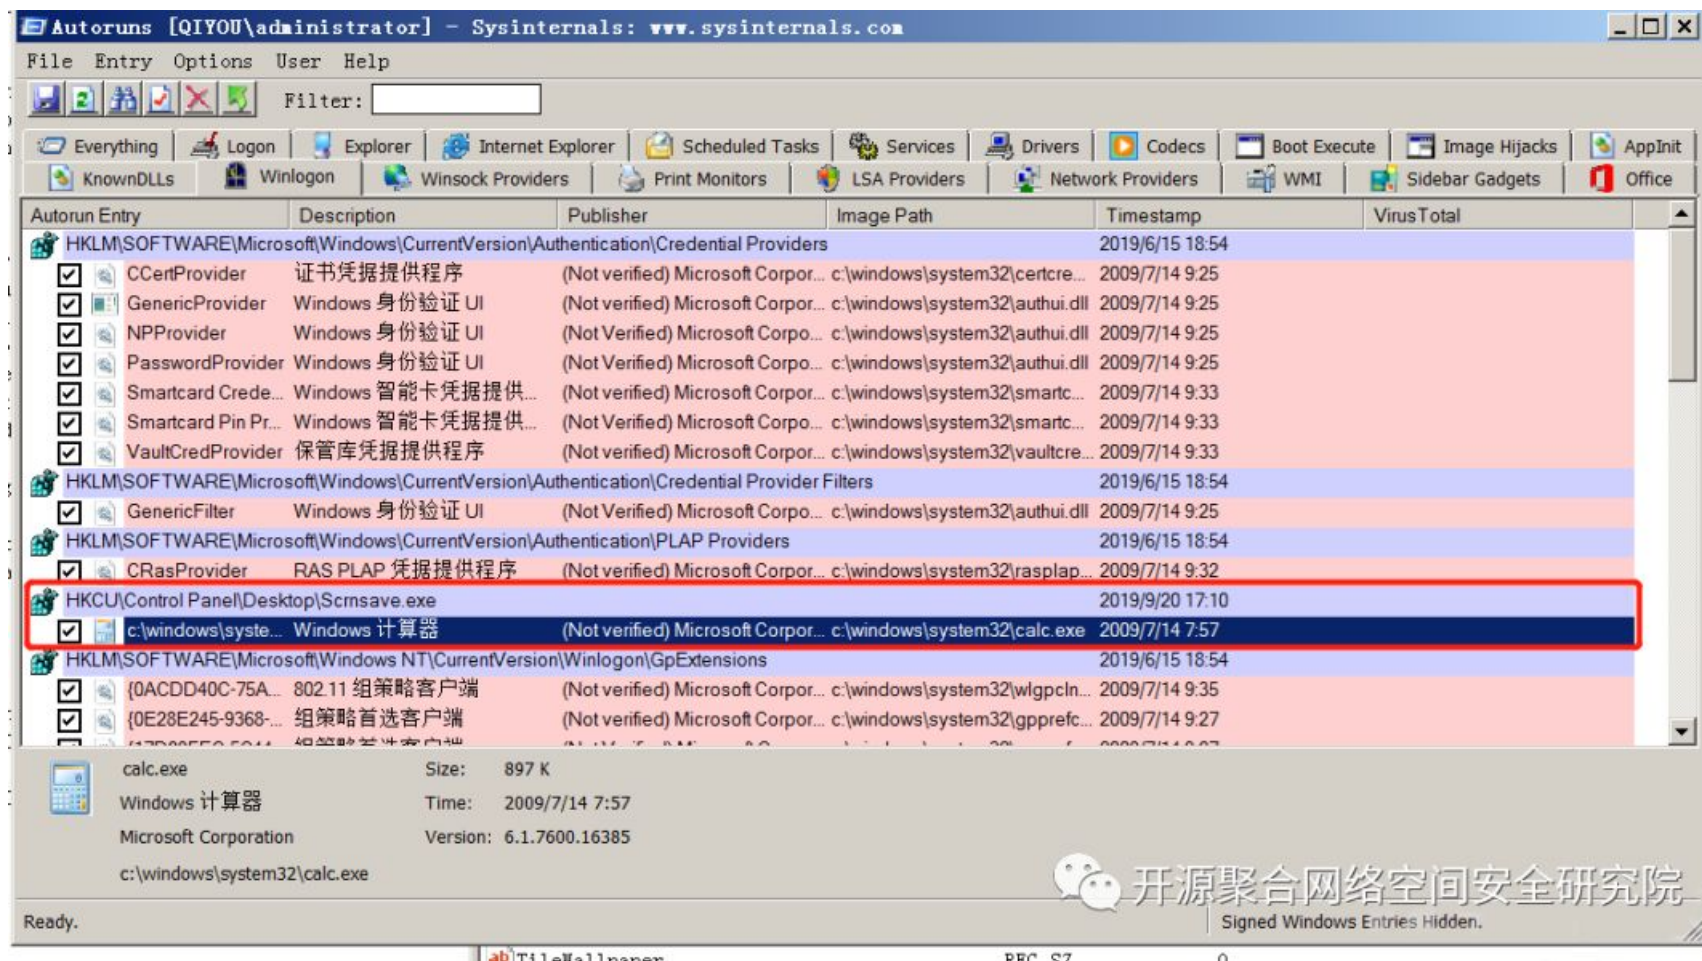 Autoruns [QIYOU\administrator] - Sysinternals: www.sysinternals.com
File Entry Options User Help
Filter:
Everything Logon Explorer Internet Explorer Scheduled Tasks Services Drivers Codecs Boot Execute Image Hijacks AppInit
KnownDLLs Winlogon Winsock Providers Print Monitors LSA Providers Network Providers WMI Sidebar Gadgets Office
Autorun Entry Description Publisher Image Path Timestamp VirusTotal
HKLM\SOFTWARE\Microsoft\Windows\CurrentVersion\Authentication\Credential Providers 2019/6/15 18:54
CCertProvider 证书凭据提供程序 (Not verified) Microsoft Corpor... c:\windows\system32\certcre... 2009/7/14 9:25
GenericProvider Windows 身份验证 UI (Not verified) Microsoft Corpor... c:\windows\system32\authui.dll 2009/7/14 9:25
NPProvider Windows 身份验证 UI (Not Verified) Microsoft Corpo... c:\windows\system32\authui.dll 2009/7/14 9:25
PasswordProvider Windows 身份验证 UI (Not Verified) Microsoft Corpo... c:\windows\system32\authui.dll 2009/7/14 9:25
Smartcard Crede... Windows 智能卡凭据提供... (Not verified) Microsoft Corpor... c:\windows\system32\smartc... 2009/7/14 9:33
Smartcard Pin Pr... Windows 智能卡凭据提供... (Not Verified) Microsoft Corpo... c:\windows\system32\smartc... 2009/7/14 9:33
VaultCredProvider 保管库凭据提供程序 (Not verified) Microsoft Corpor... c:\windows\system32\vaultcre... 2009/7/14 9:33
HKLM\SOFTWARE\Microsoft\Windows\CurrentVersion\Authentication\Credential Provider Filters 2019/6/15 18:54
GenericFilter Windows 身份验证 UI (Not Verified) Microsoft Corpo... c:\windows\system32\authui.dll 2009/7/14 9:25
HKLM\SOFTWARE\Microsoft\Windows\CurrentVersion\Authentication\PLAP Providers 2019/6/15 18:54
CRasProvider RAS PLAP 凭据提供程序 (Not verified) Microsoft Corpor... c:\windows\system32\rasplap... 2009/7/14 9:32
HKCU\Control Panel\Desktop\Scrnsave.exe 2019/9/20 17:10
c:\windows\syste... Windows 计算器 (Not verified) Microsoft Corpor... c:\windows\system32\calc.exe 2009/7/14 7:57
HKLM\SOFTWARE\Microsoft\Windows NT\CurrentVersion\Winlogon\GpExtensions 2019/6/15 18:54
{0ACDD40C-75A... 802.11 组策略客户端 (Not verified) Microsoft Corpor... c:\windows\system32\wlgpcln... 2009/7/14 9:35
{0E28E245-9368-... 组策略首选客户端 (Not verified) Microsoft Corpor... c:\windows\system32\gpprefc... 2009/7/14 9:27
calc.exe Size: 897 K
Windows 计算器 Time: 2009/7/14 7:57
Microsoft Corporation Version: 6.1.7600.16385
c:\windows\system32\calc.exe
开源聚合网络空间安全研究院
Ready. Signed Windows Entries Hidden.
TileWallpaper REG_SZ 0